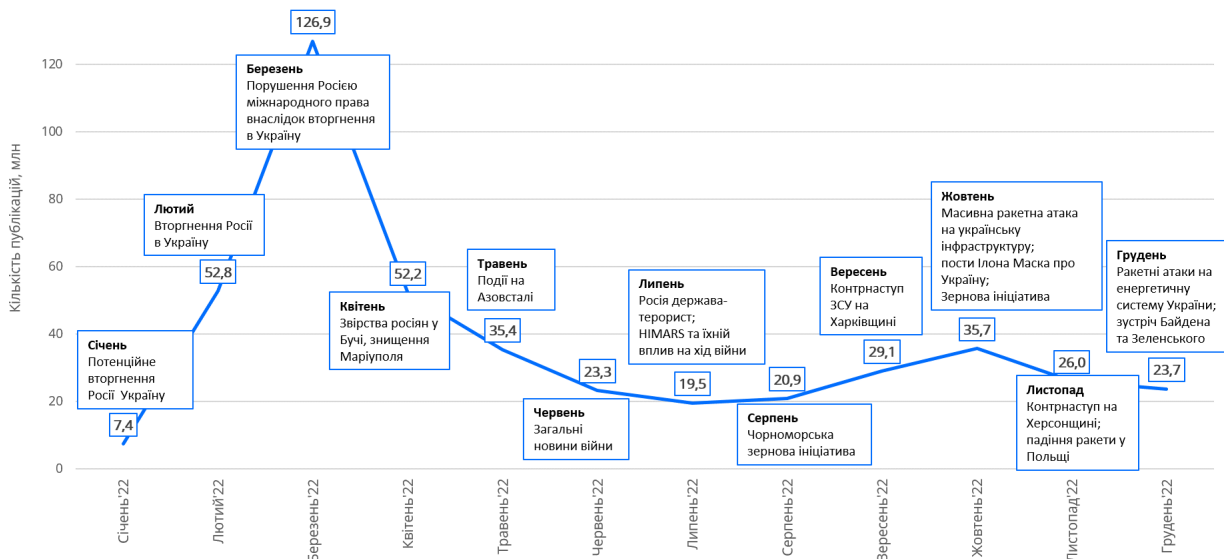 126,9
120
Березень
Порушення Росією
міжнародного права
внаслідок вторгнення
в Україну
100
80
60
40
20
0
Кількість публікацій, млн
Лютий
Вторгнення Росії
в Україну
52,8
Січень
Потенційне
вторгнення
Росії Україну
7,4
52,2
Квітень
Звірства росіян у
Бучі, знищення
Маріуполя
Травень
Події на
Азовсталі
35,4
23,3
Червень
Загальні
новини війни
Липень
Росія держава-
терорист;
HIMARS та їхній
вплив на хід війни
19,5
20,9
Серпень
Чорноморська
зернова ініціатива
Вересень
Контрнаступ
ЗСУ на
Харківщині
29,1
Жовтень
Масивна ракетна атака
на українську
інфраструктуру;
пости Ілона Маска про
Україну;
Зернова ініціатива
35,7
26,0
Листопад
Контрнаступ на
Херсонщині;
падіння ракети у
Польщі
Грудень
Ракетні атаки на
енергетичну
систему України;
зустріч Байдена
та Зеленського
23,7
Січень'22
Лютий'22
Березень'22
Квітень'22
Травень'22
Червень'22
Липень'22
Серпень'22
Вересень'22
Жовтень'22
Листопад'22
Грудень'22